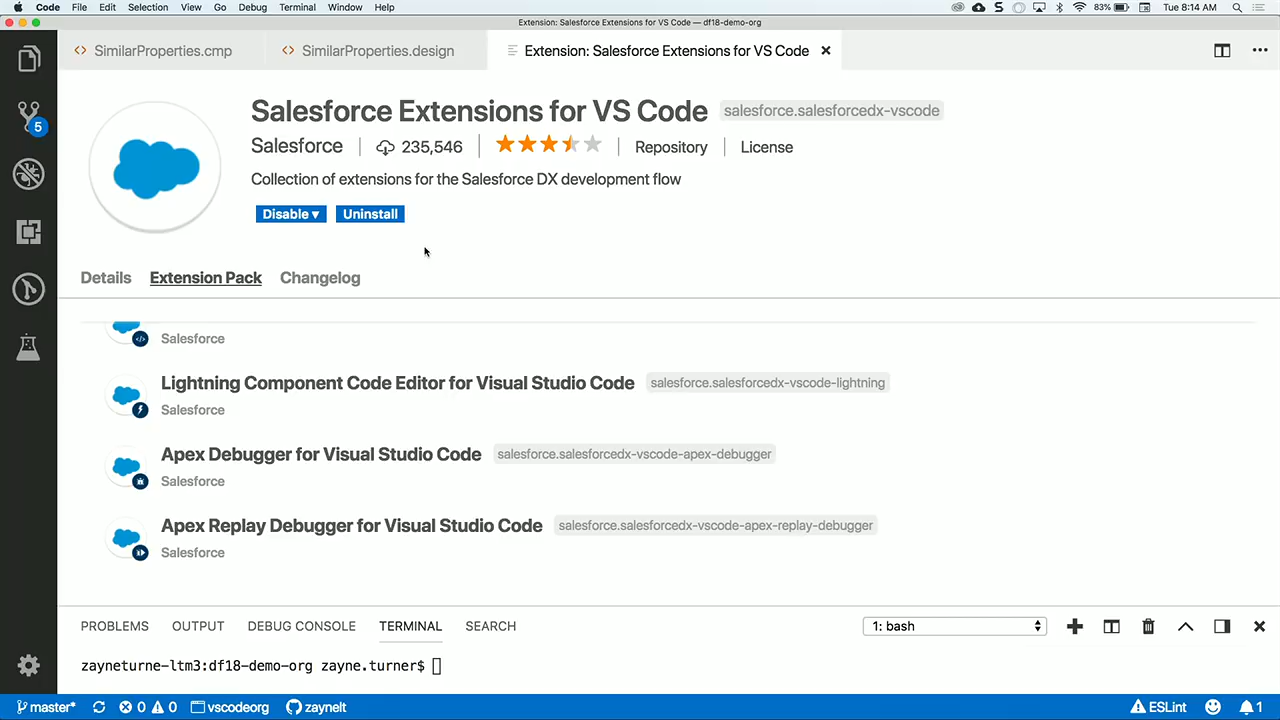 Code File Edit Selection View Go Debug Terminal Window Help 83% Tue 8:14 AM
Extension: Salesforce Extensions for VS Code — df18-demo-org
SimilarProperties.cmp SimilarProperties.design Extension: Salesforce Extensions for VS Code
Salesforce Extensions for VS Code salesforce.salesforcedx-vscode
Salesforce | 235,546 | | Repository | License
Collection of extensions for the Salesforce DX development flow
Disable ▾ Uninstall
5
Details Extension Pack Changelog
Salesforce
Lightning Component Code Editor for Visual Studio Code salesforce.salesforcedx-vscode-lightning
Salesforce
Apex Debugger for Visual Studio Code salesforce.salesforcedx-vscode-apex-debugger
Salesforce
Apex Replay Debugger for Visual Studio Code salesforce.salesforcedx-vscode-apex-replay-debugger
Salesforce
PROBLEMS OUTPUT DEBUG CONSOLE TERMINAL SEARCH 1: bash
zayneturne-ltm3:df18-demo-org zayne.turner$
master* 0 0 vscodeorg zaynelt ESLint 1